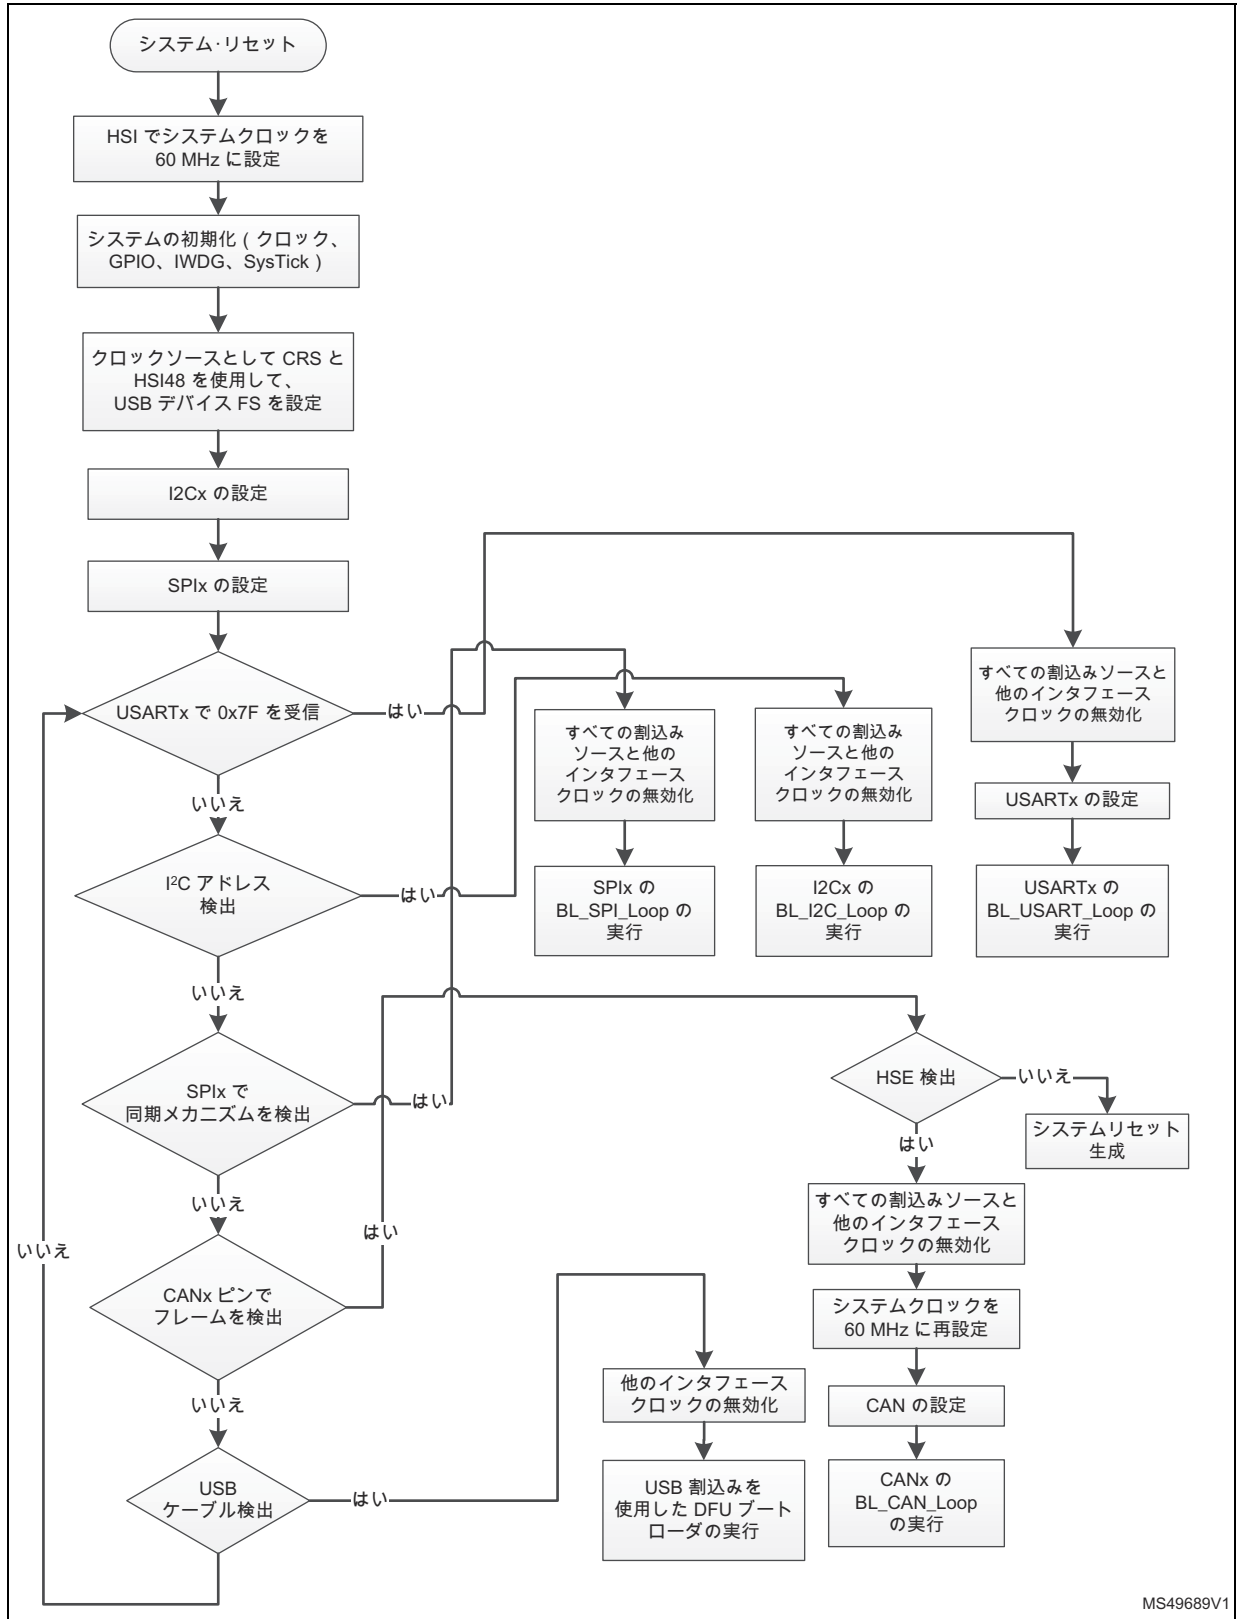 システム・リセット
HSI でシステムクロックを
60 MHz に設定
システムの初期化（クロック、
GPIO、IWDG、SysTick）
クロックソースとして CRS と
HSI48 を使用して、
USB デバイス FS を設定
I2Cx の設定
SPIx の設定
USARTx で 0x7F を受信
はい
いいえ
I²C アドレス
検出
はい
いいえ
SPIx で
同期メカニズムを検出
はい
いいえ
CANx ピンで
フレームを検出
はい
いいえ
USB
ケーブル検出
はい
いいえ
すべての割込み
ソースと他の
インタフェース
クロックの無効化
SPIx の
BL_SPI_Loop の
実行
すべての割込み
ソースと他の
インタフェース
クロックの無効化
I2Cx の
BL_I2C_Loop の
実行
すべての割込みソースと
他のインタフェース
クロックの無効化
USARTx の設定
USARTx の
BL_USART_Loop の
実行
HSE 検出
いいえ
システムリセット
生成
はい
すべての割込みソースと
他のインタフェース
クロックの無効化
システムクロックを
60 MHz に再設定
CAN の設定
CANx の
BL_CAN_Loop
の実行
他のインタフェース
クロックの無効化
USB 割込みを
使用した DFU ブート
ローダの実行
MS49689V1